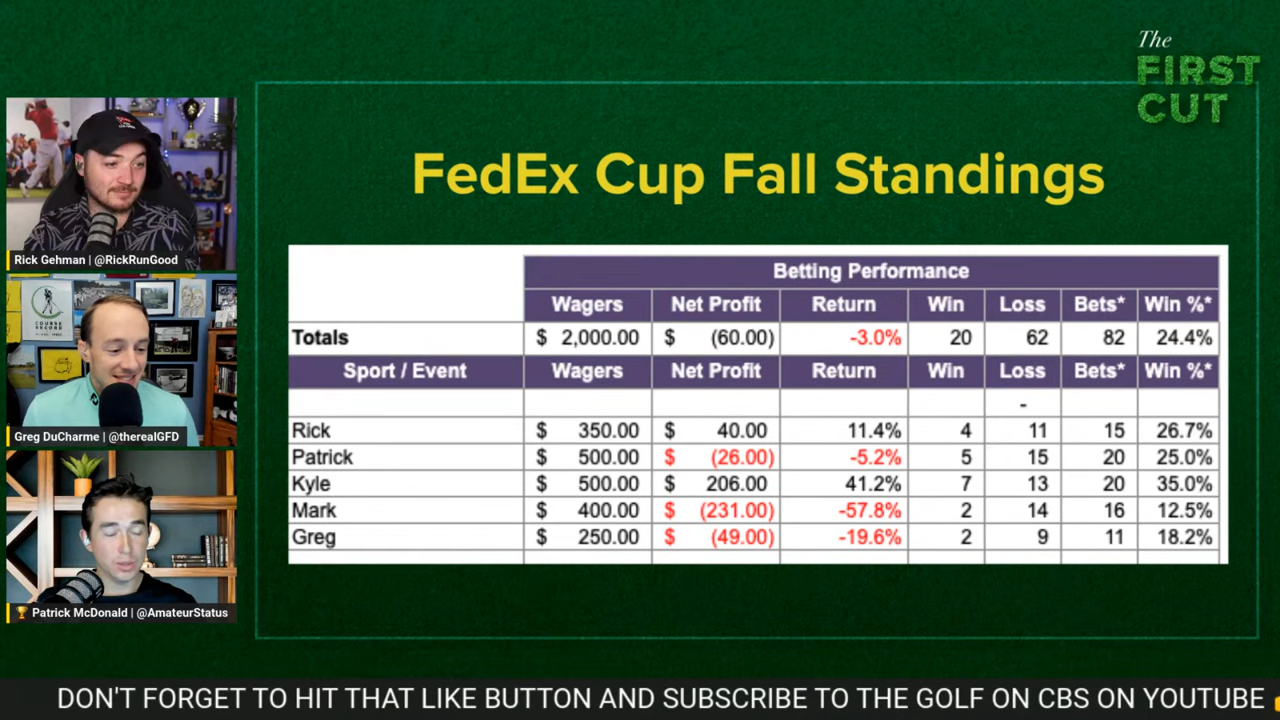 The
FIRST
CUT
FedEx Cup Fall Standings
Rick Gehman | @RickRunGood
COURSE
RECORD
Greg DuCharme | @therealGFD
Patrick McDonald | @AmateurStatus
Betting Performance
Wagers Net Profit Return Win Loss Bets* Win %*
Totals $ 2,000.00 $ (60.00) -3.0% 20 62 82 24.4%
Sport / Event Wagers Net Profit Return Win Loss Bets* Win %*
-
Rick $ 350.00 $ 40.00 11.4% 4 11 15 26.7%
Patrick $ 500.00 $ (26.00) -5.2% 5 15 20 25.0%
Kyle $ 500.00 $ 206.00 41.2% 7 13 20 35.0%
Mark $ 400.00 $ (231.00) -57.8% 2 14 16 12.5%
Greg $ 250.00 $ (49.00) -19.6% 2 9 11 18.2%
DON'T FORGET TO HIT THAT LIKE BUTTON AND SUBSCRIBE TO THE GOLF ON CBS ON YOUTUBE